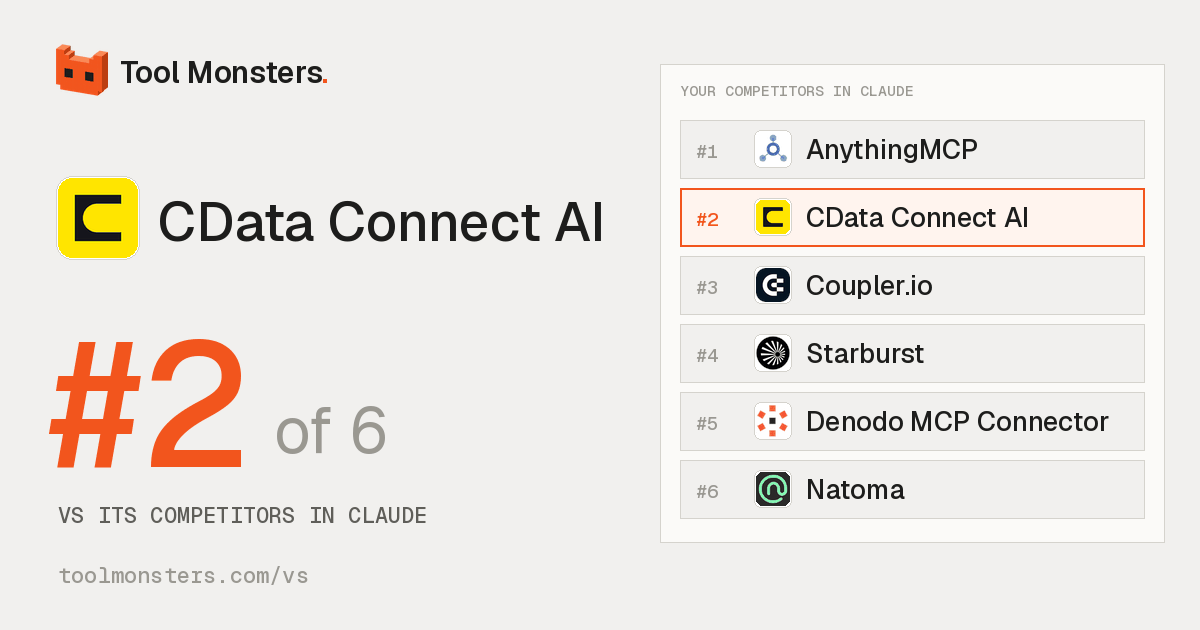 Tool Monsters.
CData Connect AI
#2 of 6
VS ITS COMPETITORS IN CLAUDE
toolmonsters.com/vs
YOUR COMPETITORS IN CLAUDE
#1 AnythingMCP
#2 CData Connect AI
#3 Coupler.io
#4 Starburst
#5 Denodo MCP Connector
#6 Natoma